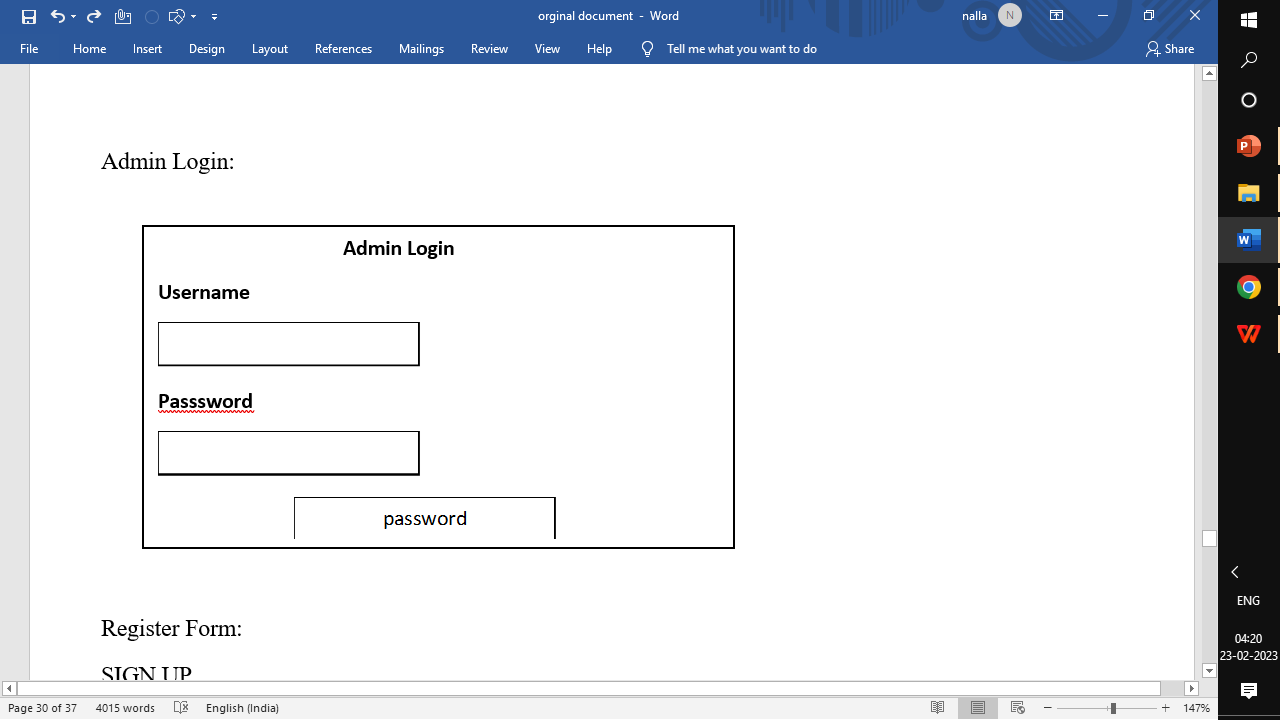 orginal document - Word
nalla N
File Home Insert Design Layout References Mailings Review View Help Tell me what you want to do Share
Admin Login:
Admin Login
Username
Passsword
password
Register Form:
SIGN UP
ENG
04:20
23-02-2023
Page 30 of 37 4015 words English (India) 147%